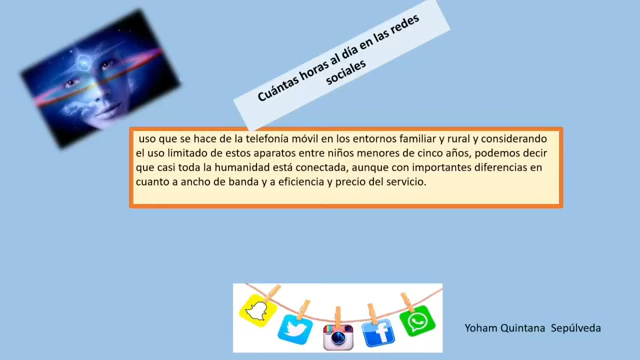 Cuántas horas al día en las redes
sociales
uso que se hace de la telefonía móvil en los entornos familiar y rural y considerando
el uso limitado de estos aparatos entre niños menores de cinco años, podemos decir
que casi toda la humanidad está conectada, aunque con importantes diferencias en
cuanto a ancho de banda y a eficiencia y precio del servicio.
Yoham Quintana Sepúlveda